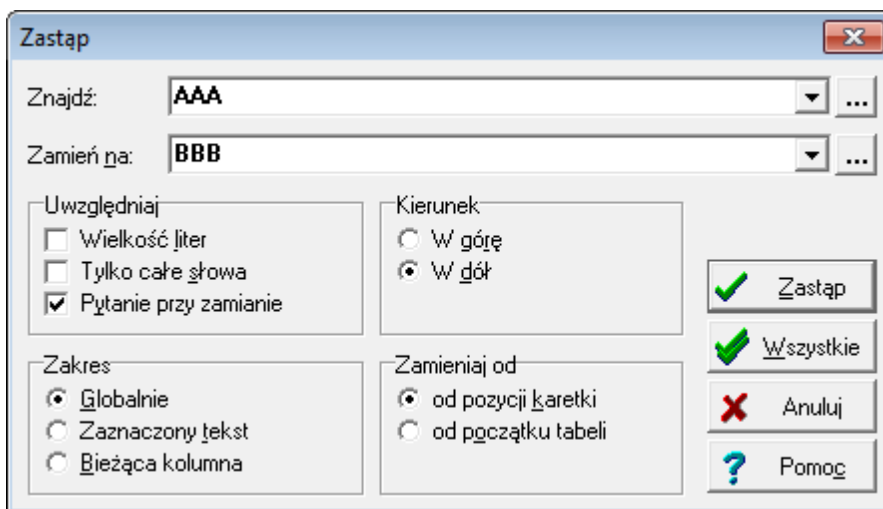 Zastąp
Znajdź: AAA ...
Zamień na: BBB ...
Uwzględniaj
Wielkość liter
Tylko całe słowa
Pytanie przy zamianie
Kierunek
W górę
W dół
Zakres
Globalnie
Zaznaczony tekst
Bieżąca kolumna
Zamieniaj od
od pozycji karetki
od początku tabeli
Zastąp
Wszystkie
Anuluj
Pomoc